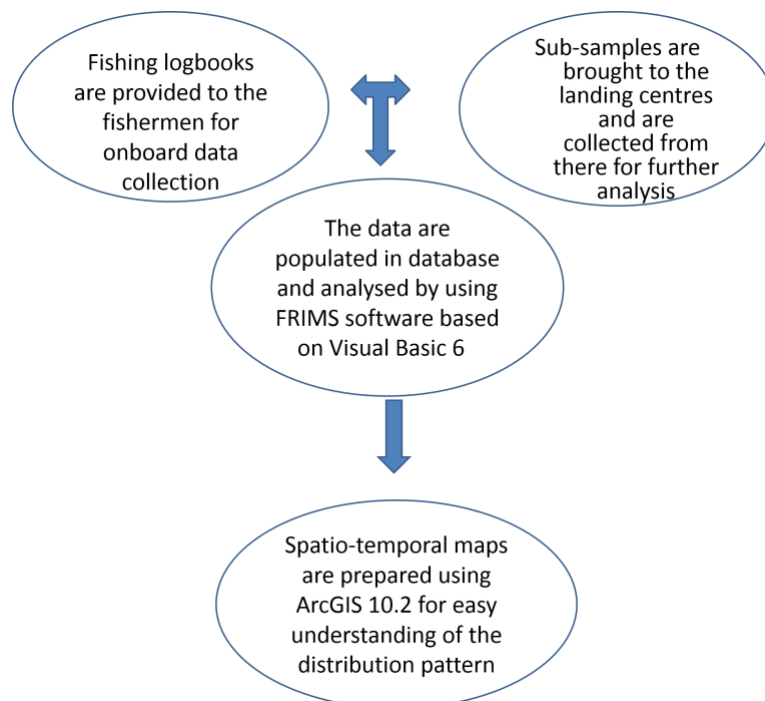 Fishing logbooks
are provided to the
fishermen for
onboard data
collection
Sub-samples are
brought to the
landing centres
and are
collected from
there for further
analysis
The data are
populated in database
and analysed by using
FRIMS software based
on Visual Basic 6
Spatio-temporal maps
are prepared using
ArcGIS 10.2 for easy
understanding of the
distribution pattern